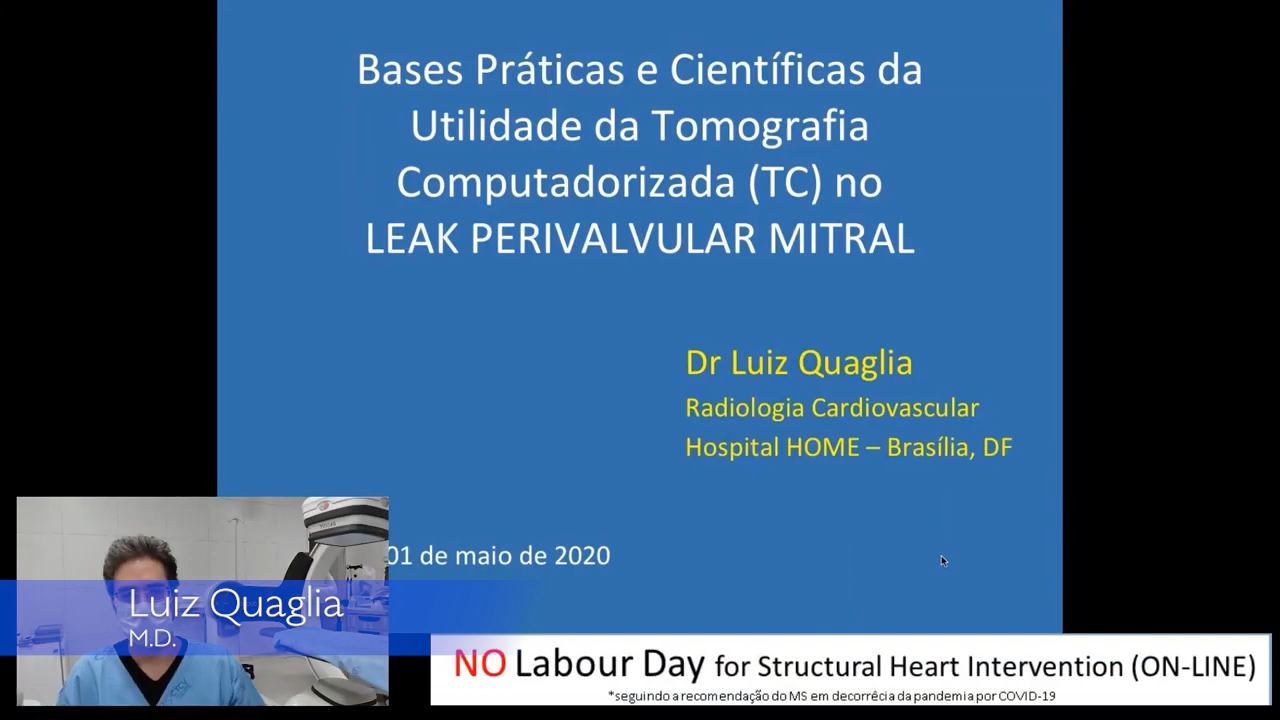 Bases Práticas e Científicas da
Utilidade da Tomografia
Computadorizada (TC) no
LEAK PERIVALVULAR MITRAL
Dr Luiz Quaglia
Radiologia Cardiovascular
Hospital HOME – Brasília, DF
01 de maio de 2020
Luiz Quaglia
M.D.
NO Labour Day for Structural Heart Intervention (ON-LINE)
*seguindo a recomendação do MS em decorrêcia da pandemia por COVID-19